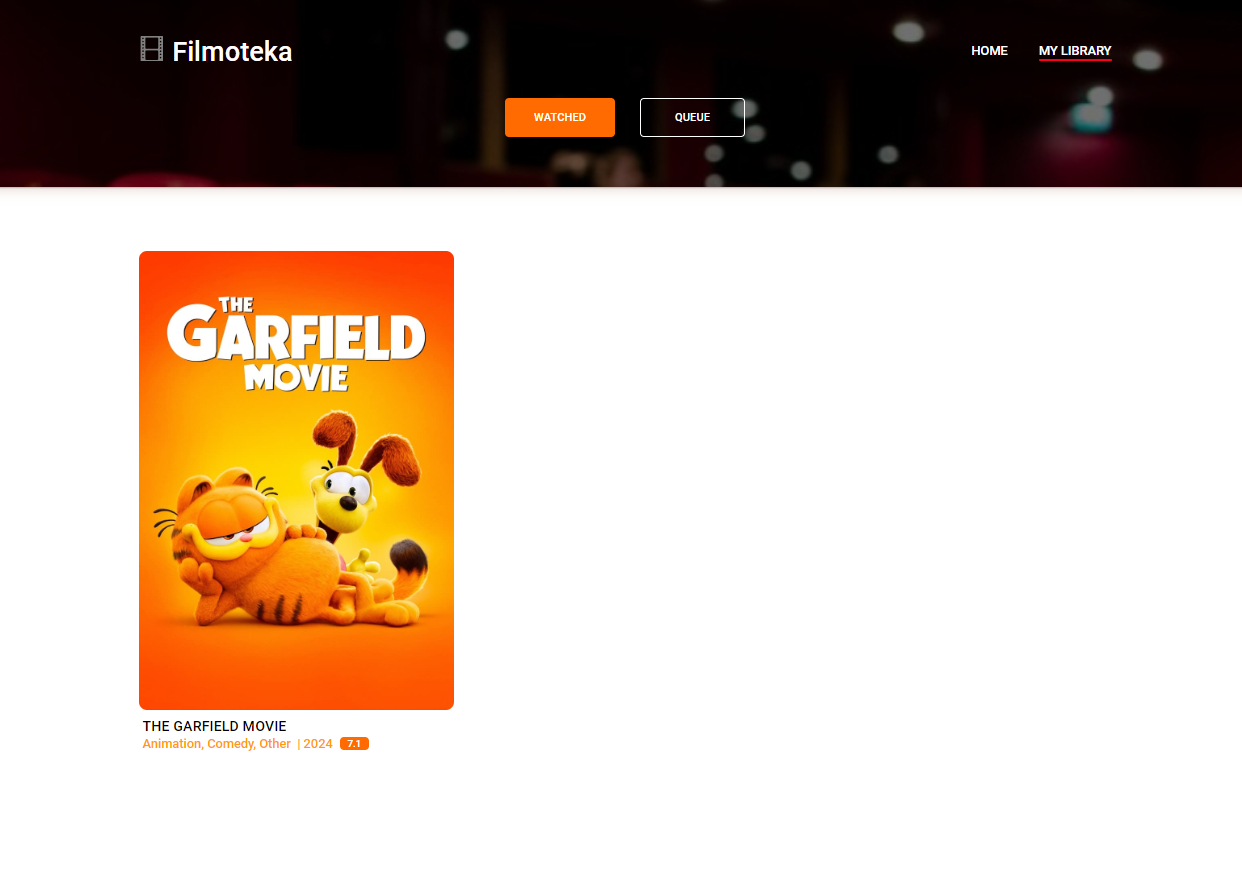 Filmoteka
HOME
MY LIBRARY
WATCHED
QUEUE
THE
GARFIELD
MOVIE
THE GARFIELD MOVIE
Animation, Comedy, Other | 2024 7.1